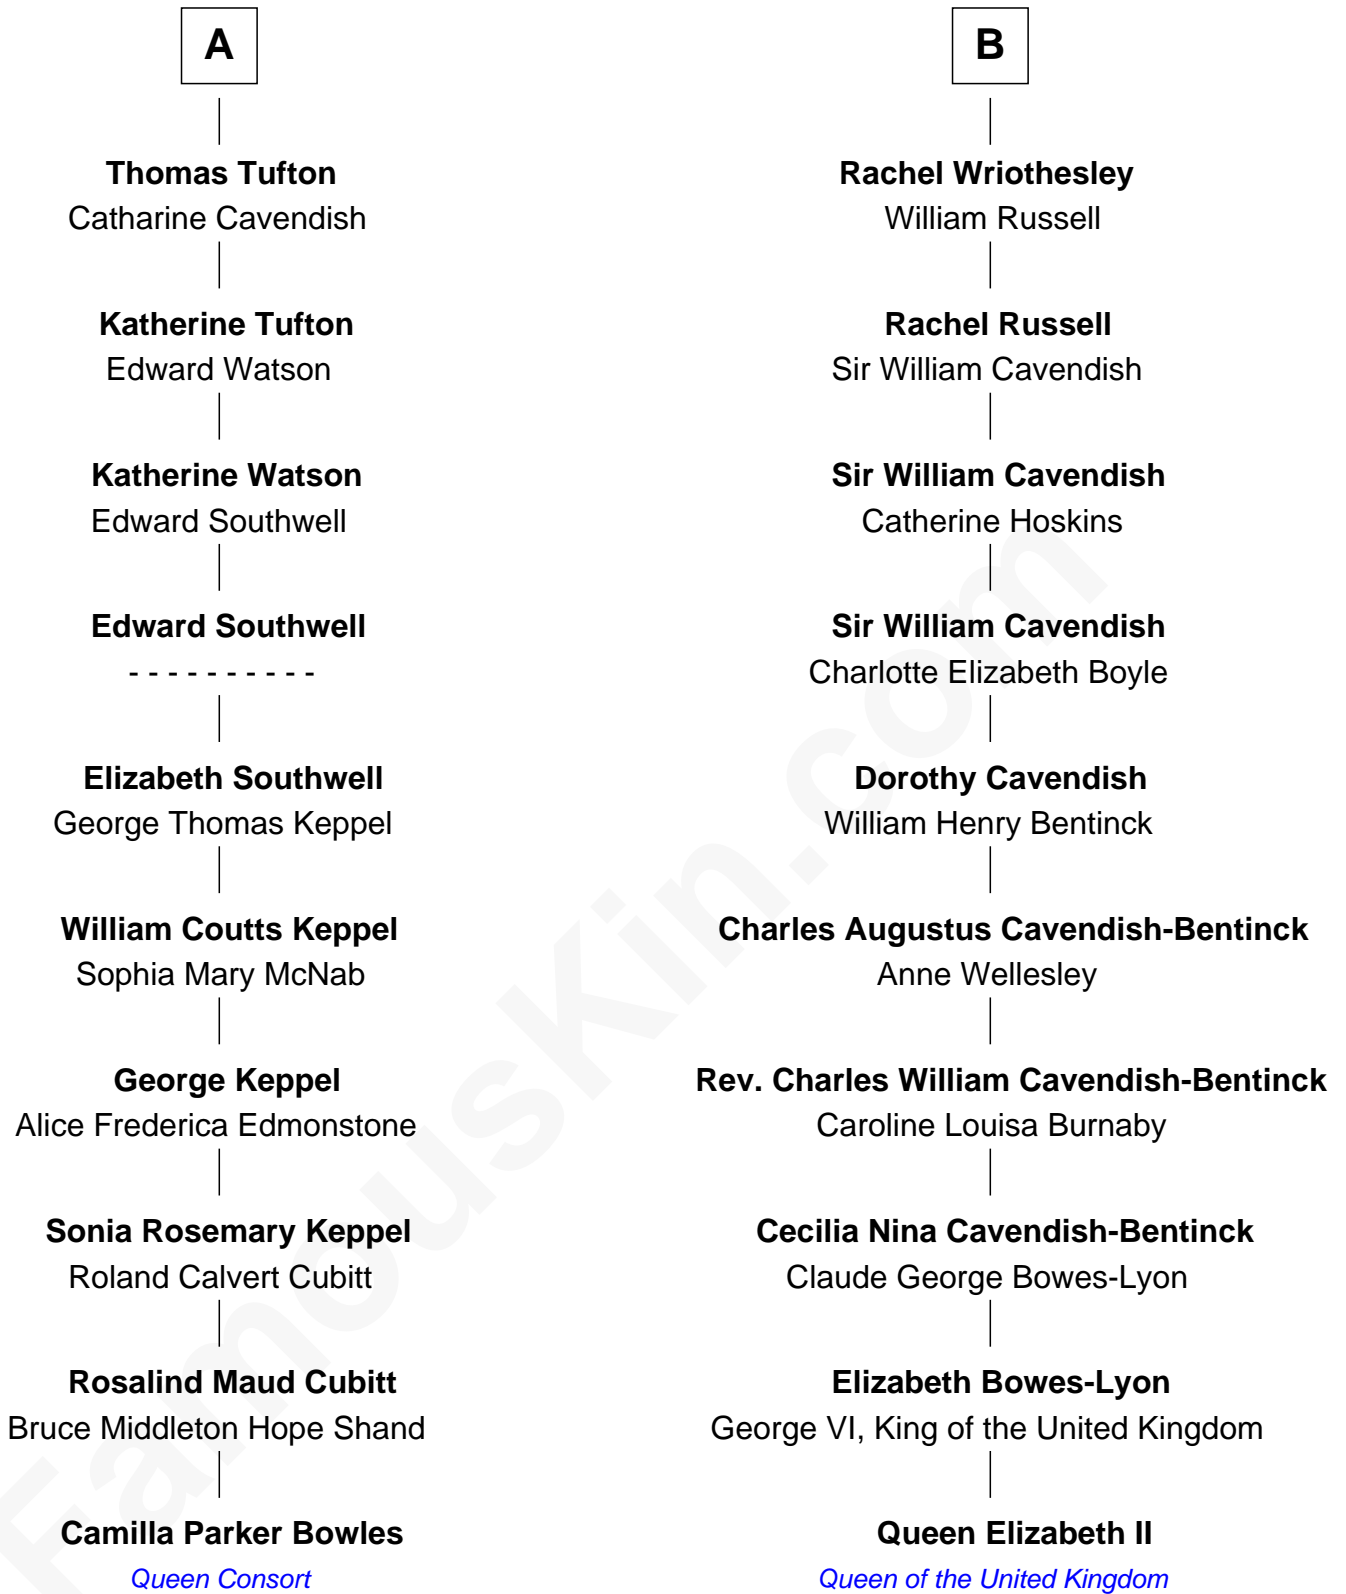 A
Thomas Tufton
Catharine Cavendish
Katherine Tufton
Edward Watson
Katherine Watson
Edward Southwell
Edward Southwell
- - - - - - - - - -
Elizabeth Southwell
George Thomas Keppel
William Coutts Keppel
Sophia Mary McNab
George Keppel
Alice Frederica Edmonstone
Sonia Rosemary Keppel
Roland Calvert Cubitt
Rosalind Maud Cubitt
Bruce Middleton Hope Shand
Camilla Parker Bowles
Queen Consort
B
Rachel Wriothesley
William Russell
Rachel Russell
Sir William Cavendish
Sir William Cavendish
Catherine Hoskins
Sir William Cavendish
Charlotte Elizabeth Boyle
Dorothy Cavendish
William Henry Bentinck
Charles Augustus Cavendish-Bentinck
Anne Wellesley
Rev. Charles William Cavendish-Bentinck
Caroline Louisa Burnaby
Cecilia Nina Cavendish-Bentinck
Claude George Bowes-Lyon
Elizabeth Bowes-Lyon
George VI, King of the United Kingdom
Queen Elizabeth II
Queen of the United Kingdom
FamousKin.com